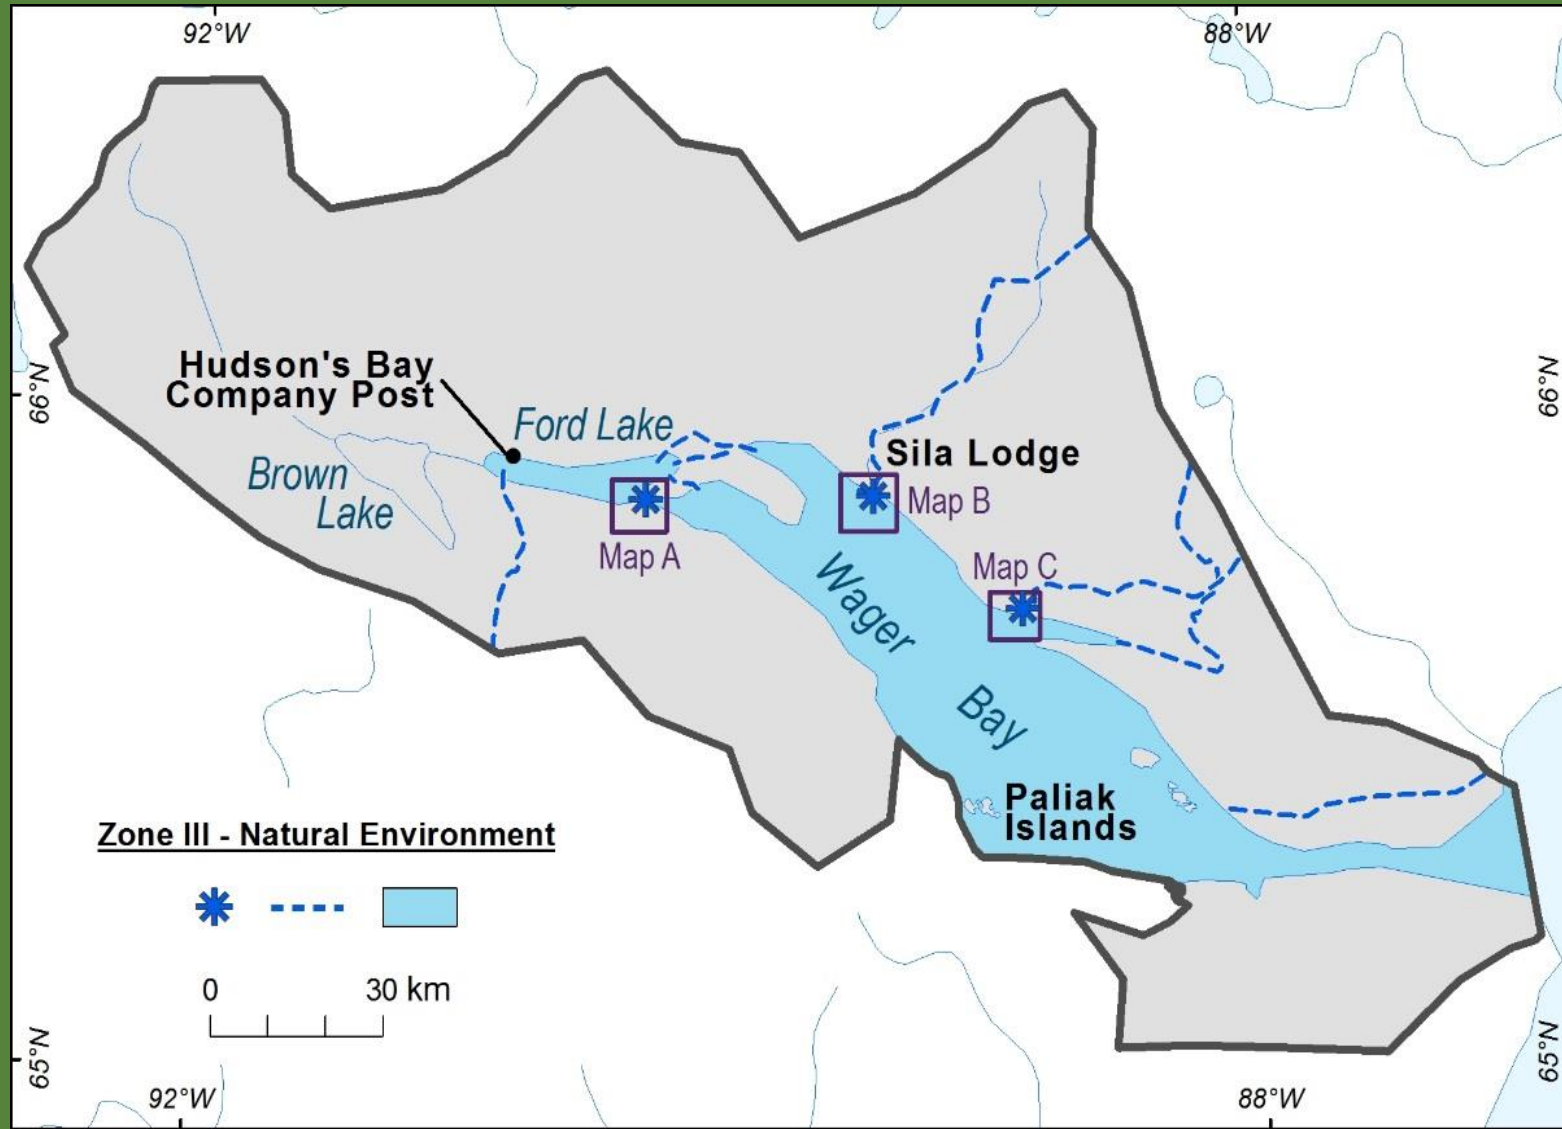 92°W
88°W
66°N
66°N
Hudson's Bay
Company Post
Ford Lake
Brown
Lake
Sila Lodge
Map B
Map A
Map C
Wager
Bay
Paliak
Islands
Zone III - Natural Environment
0 30 km
65°N
65°N
92°W
88°W